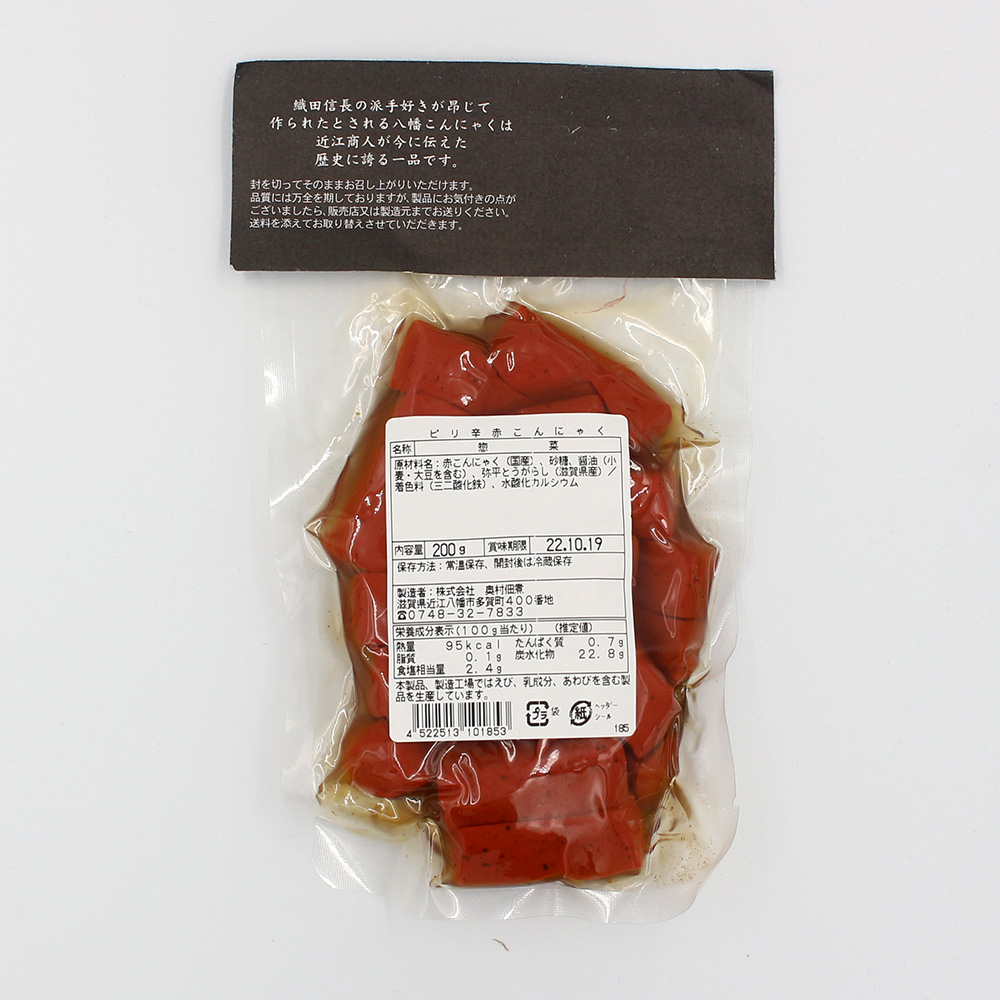 織田信長の派手好きが昂じて
作られたとされる八幡こんにゃくは
近江商人が今に伝えた
歴史に誇る一品です。
封を切ってそのままお召し上がりいただけます。
品質には万全を期しておりますが、製品にお気付きの点が
ございましたら、販売店又は製造元までお送りください。
送料を添えてお取り替えさせていただきます。
ピリ辛赤こんにゃく
名称 惣菜
原材料名：赤こんにゃく（国産）、砂糖、醤油（小
麦・大豆を含む）、弥平とうがらし（滋賀県産）／
着色料（三二酸化鉄）、水酸化カルシウム
内容量 200g 賞味期限 22.10.19
保存方法：常温保存、開封後は冷蔵保存
製造者：株式会社 奥村佃煮
滋賀県近江八幡市多賀町400番地
☎0748-32-7833
栄養成分表示(100g当たり) (推定値)
熱量 95kcal たんぱく質 0.7g
脂質 0.1g 炭水化物 22.8g
食塩相当量 2.4g
本製品、製造工場ではえび、乳成分、あわびを含む製
品を生産しています。
プラ 袋 紙 ヘッダー
シール
4 522513 101853
185